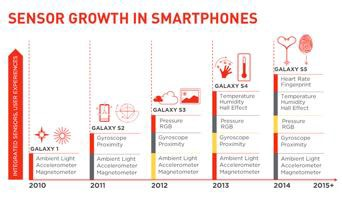 SENSOR GROWTH IN SMARTPHONES
INTEGRATED SENSORS, USER EXPERIENCES
GALAXY 1
Ambient Light
Accelerometer
Magnetometer
2010
GALAXY S2
Gyroscope
Proximity
Ambient Light
Accelerometer
Magnetometer
2011
GALAXY S3
Pressure
RGB
Gyroscope
Proximity
Ambient Light
Accelerometer
Magnetometer
2012
GALAXY S4
Temperature
Humidity
Hall Effect
Pressure
RGB
Gyroscope
Proximity
Ambient Light
Accelerometer
Magnetometer
2013
GALAXY S5
Heart Rate
Fingerprint
Temperature
Humidity
Hall Effect
Pressure
RGB
Gyroscope
Proximity
Ambient Light
Accelerometer
Magnetometer
2014
2015+